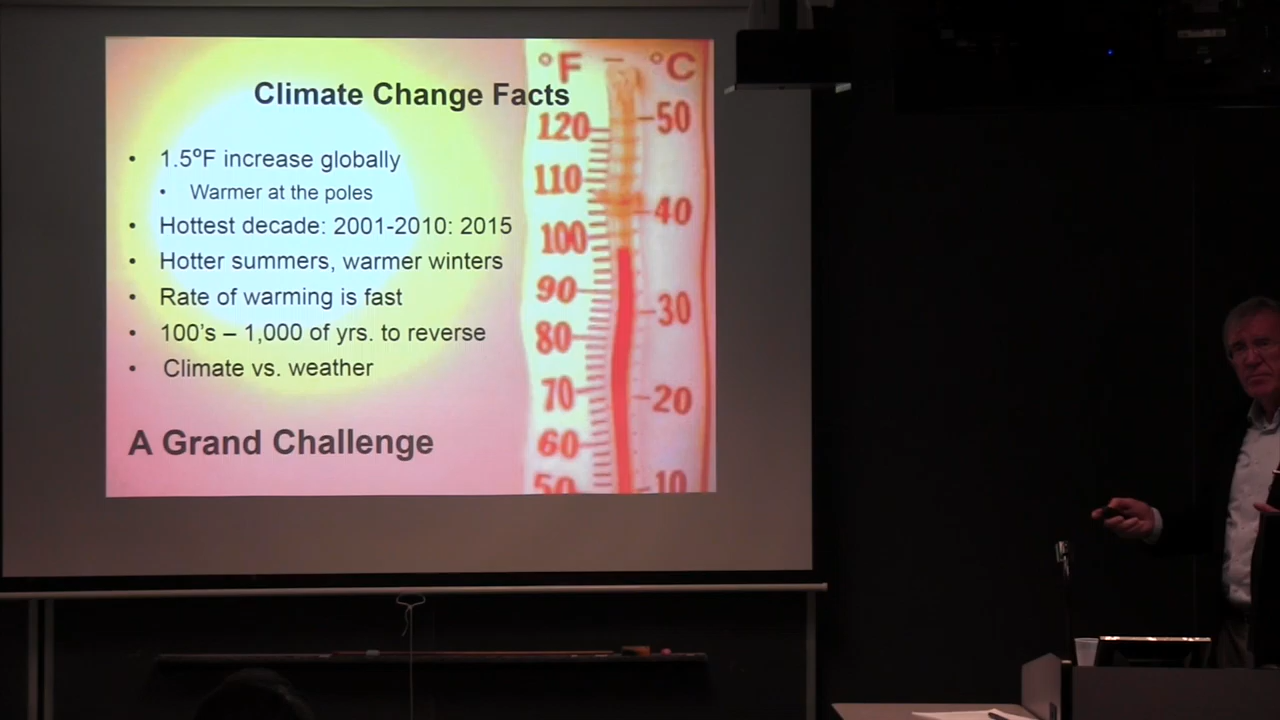 Climate Change Facts
• 1.5ºF increase globally
• Warmer at the poles
• Hottest decade: 2001-2010: 2015
• Hotter summers, warmer winters
• Rate of warming is fast
• 100's – 1,000 of yrs. to reverse
• Climate vs. weather
A Grand Challenge
°F °C
120 50
110
100 40
90
80 30
70
60 20
50 10